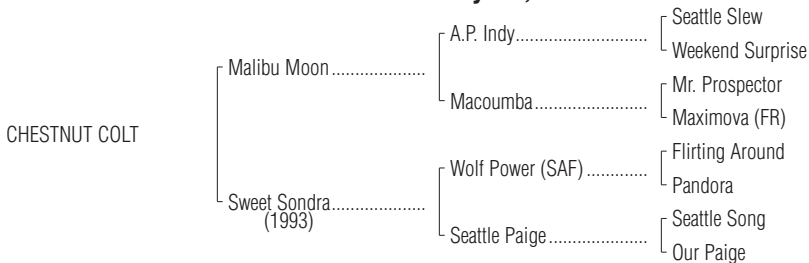 Seattle Slew
A.P. Indy..............................
Weekend Surprise
Malibu Moon....................
Mr. Prospector
Macoumba..........................
Maximova (FR)
CHESTNUT COLT
Flirting Around
Wolf Power (SAF) ..............
Pandora
Sweet Sondra....................
(1993)
Seattle Song
Seattle Paige.......................
Our Paige